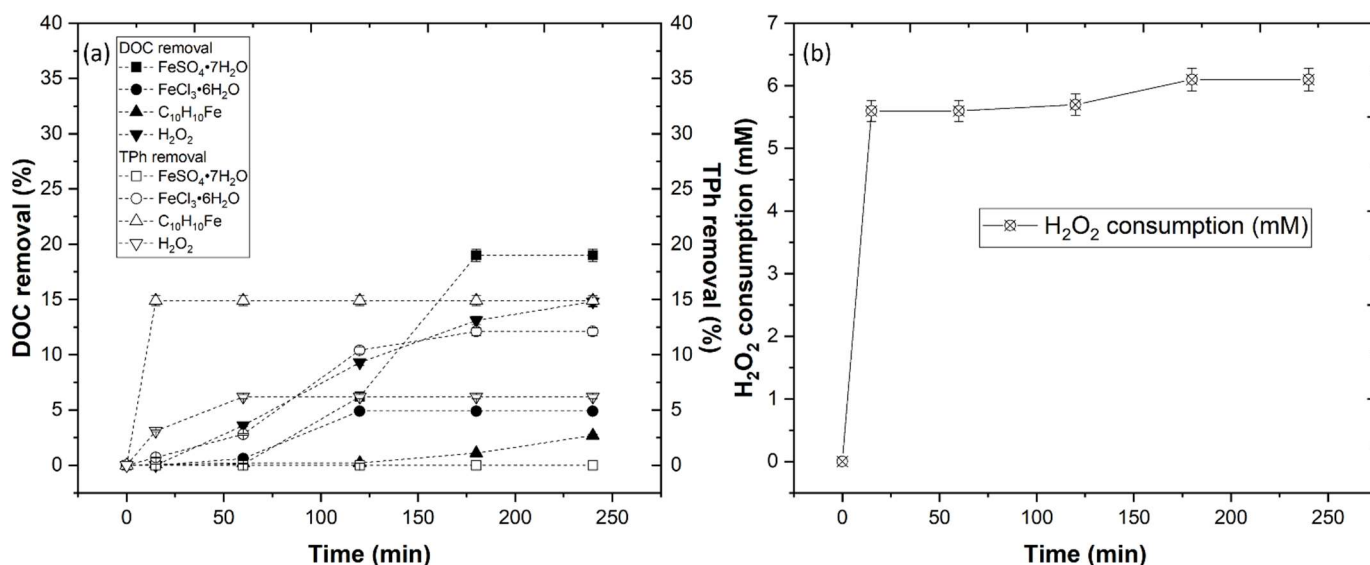 (a)
DOC removal
FeSO₄•7H₂O
FeCl₃•6H₂O
C₁₀H₁₀Fe
H₂O₂
TPh removal
FeSO₄•7H₂O
FeCl₃•6H₂O
C₁₀H₁₀Fe
H₂O₂
DOC removal (%)
40
35
30
25
20
15
10
5
0
0
50
100
150
200
250
Time (min)
40
35
30
25
20
15
10
5
0
TPh removal (%)
(b)
H₂O₂ consumption (mM)
7
6
5
4
3
2
1
0
H₂O₂ consumption (mM)
0
50
100
150
200
250
Time (min)